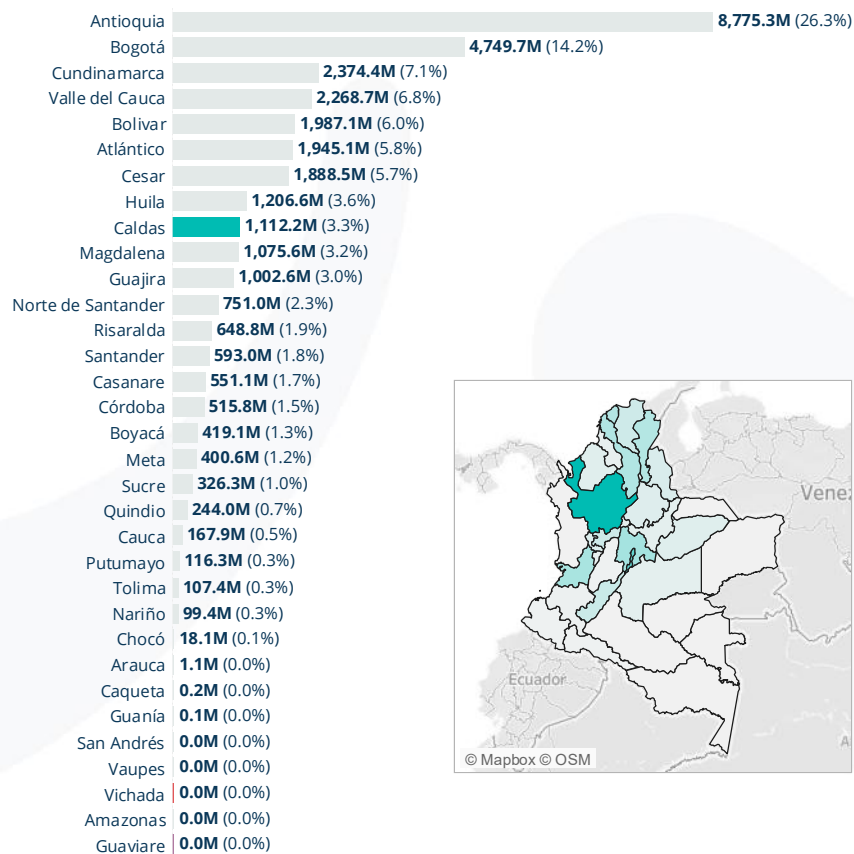 Antioquia 8,775.3M (26.3%)
Bogotá 4,749.7M (14.2%)
Cundinamarca 2,374.4M (7.1%)
Valle del Cauca 2,268.7M (6.8%)
Bolivar 1,987.1M (6.0%)
Atlántico 1,945.1M (5.8%)
Cesar 1,888.5M (5.7%)
Huila 1,206.6M (3.6%)
Caldas 1,112.2M (3.3%)
Magdalena 1,075.6M (3.2%)
Guajira 1,002.6M (3.0%)
Norte de Santander 751.0M (2.3%)
Risaralda 648.8M (1.9%)
Santander 593.0M (1.8%)
Casanare 551.1M (1.7%)
Córdoba 515.8M (1.5%)
Boyacá 419.1M (1.3%)
Meta 400.6M (1.2%)
Sucre 326.3M (1.0%)
Quindio 244.0M (0.7%)
Cauca 167.9M (0.5%)
Putumayo 116.3M (0.3%)
Tolima 107.4M (0.3%)
Nariño 99.4M (0.3%)
Chocó 18.1M (0.1%)
Arauca 1.1M (0.0%)
Caqueta 0.2M (0.0%)
Guanía 0.1M (0.0%)
San Andrés 0.0M (0.0%)
Vaupes 0.0M (0.0%)
Vichada 0.0M (0.0%)
Amazonas 0.0M (0.0%)
Guaviare 0.0M (0.0%)
Venez
Ecuador
© Mapbox © OSM